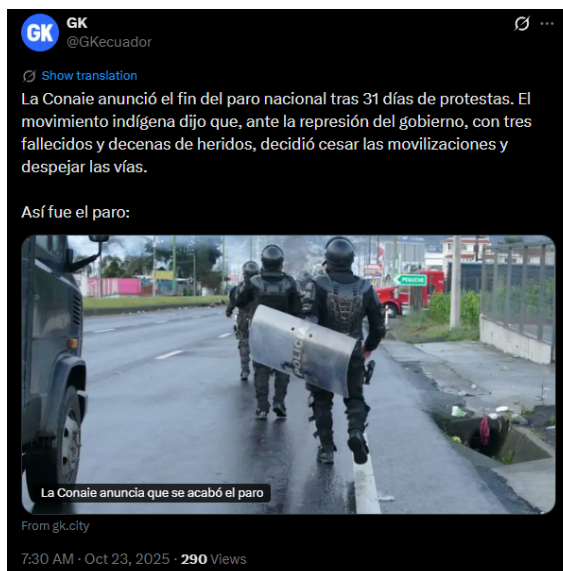 GK
GK
@GKecuador
Show translation
La Conaie anunció el fin del paro nacional tras 31 días de protestas. El
movimiento indígena dijo que, ante la represión del gobierno, con tres
fallecidos y decenas de heridos, decidió cesar las movilizaciones y
despejar las vías.
Así fue el paro:
PEGUCHE
POLICIA
La Conaie anuncia que se acabó el paro
From gk.city
7:30 AM · Oct 23, 2025 · 290 Views